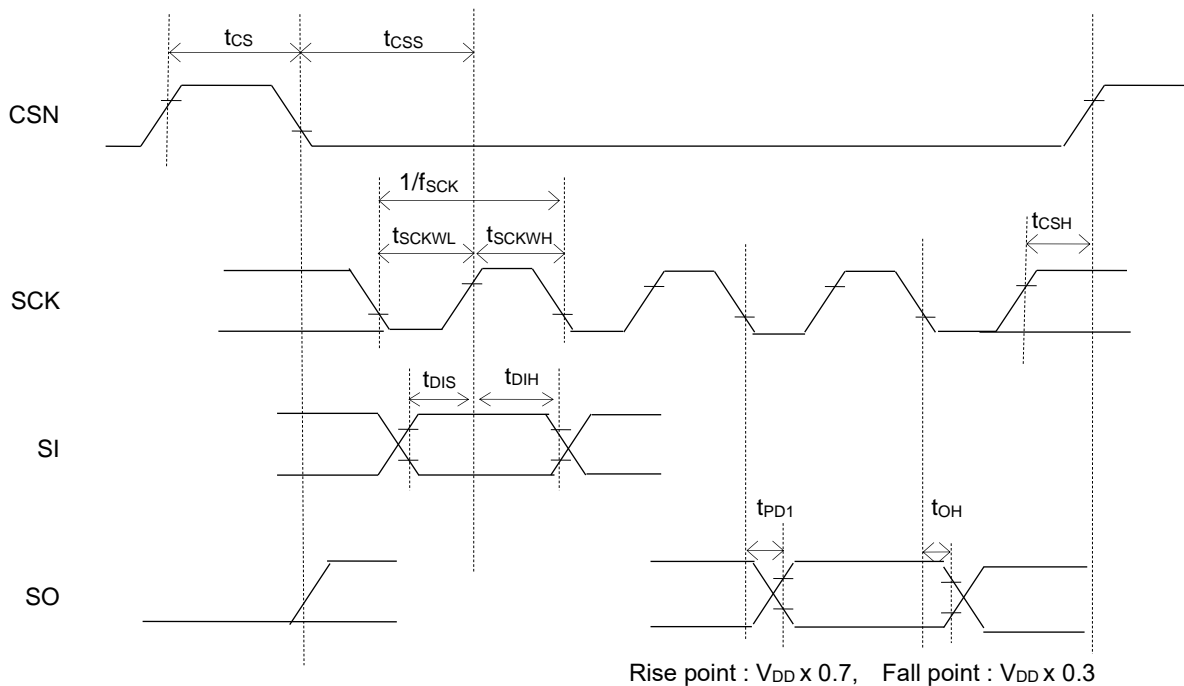 tCS
tCSS
CSN
1/fSCK
tSCKWL
tSCKWH
tCSH
SCK
tDIS
tDIH
SI
tPD1
tOH
SO
Rise point : VDD x 0.7, Fall point : VDD x 0.3